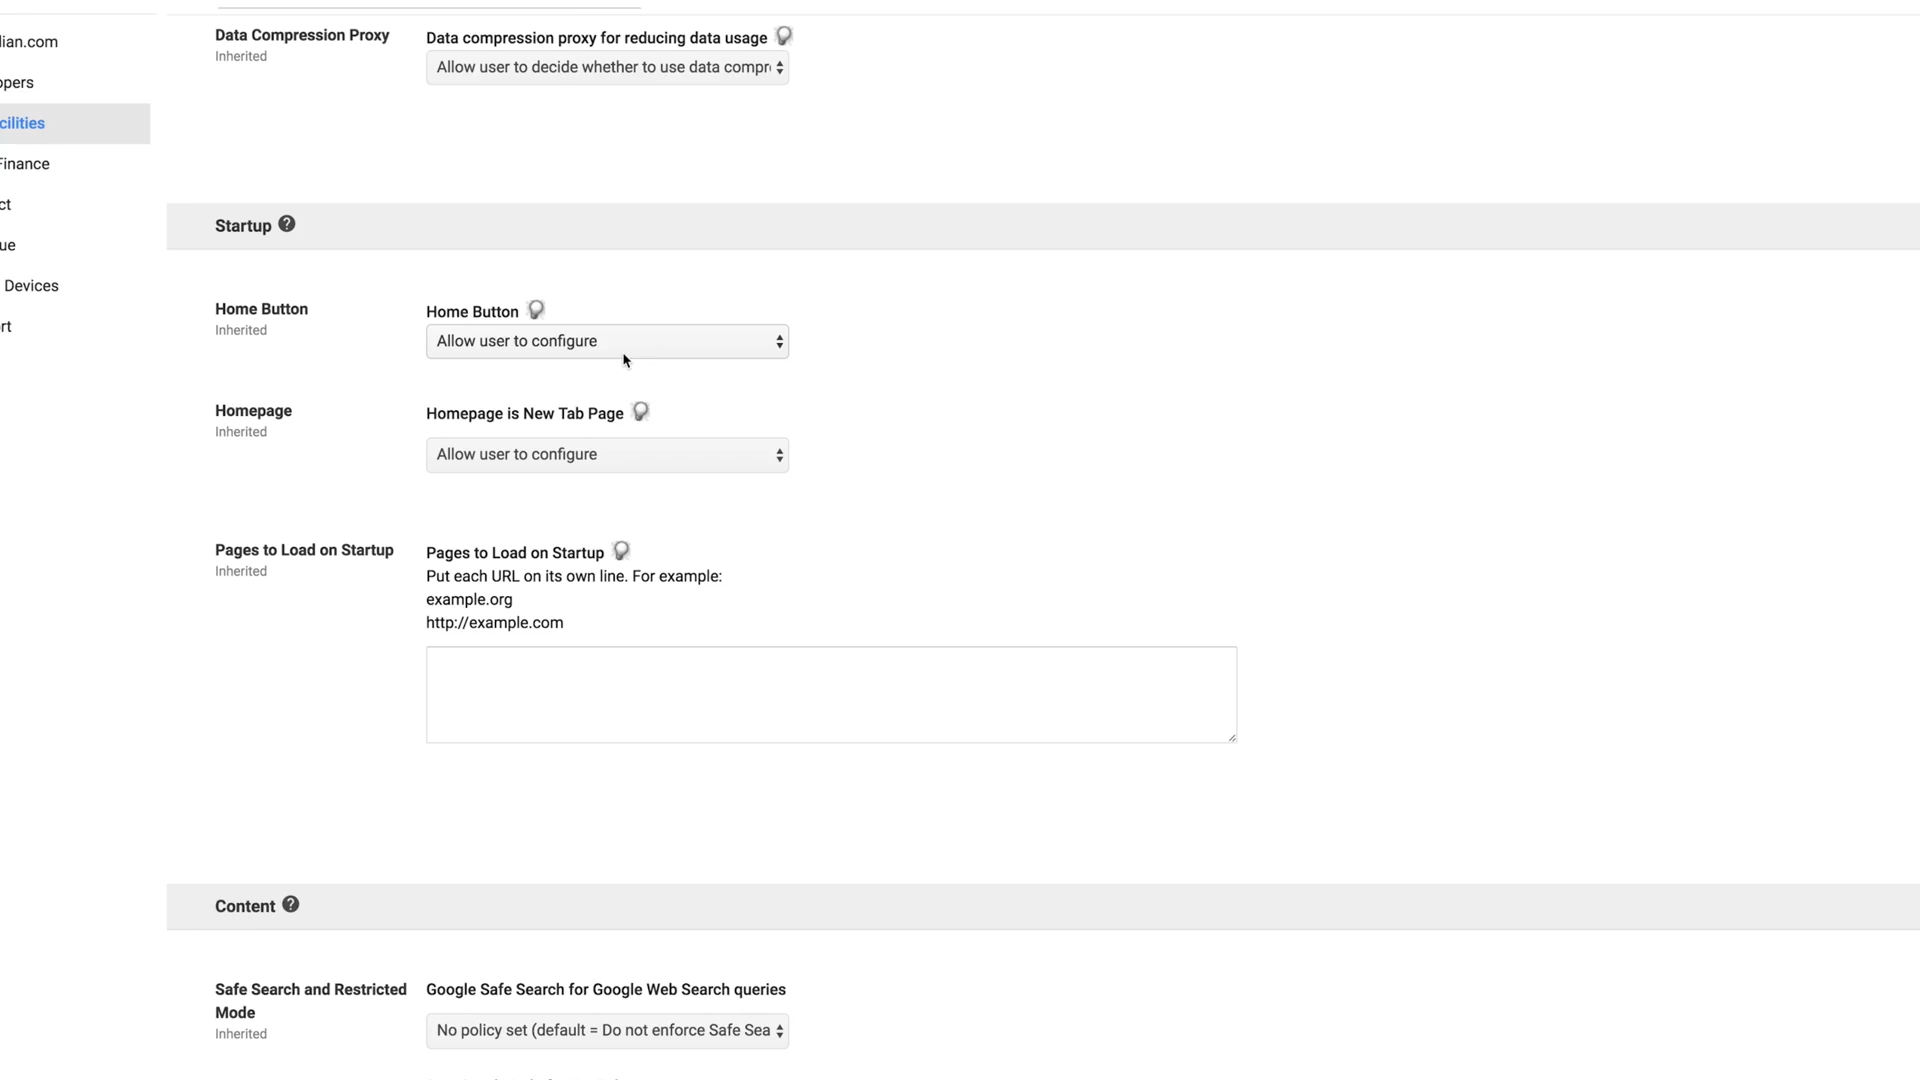 dian.com
opers
cilities
Finance
ct
ue
Devices
rt
Data Compression Proxy
Inherited
Data compression proxy for reducing data usage
Allow user to decide whether to use data compr
Startup
Home Button
Inherited
Home Button
Allow user to configure
Homepage
Inherited
Homepage is New Tab Page
Allow user to configure
Pages to Load on Startup
Inherited
Pages to Load on Startup
Put each URL on its own line. For example:
example.org
http://example.com
Content
Safe Search and Restricted
Mode
Inherited
Google Safe Search for Google Web Search queries
No policy set (default = Do not enforce Safe Sea